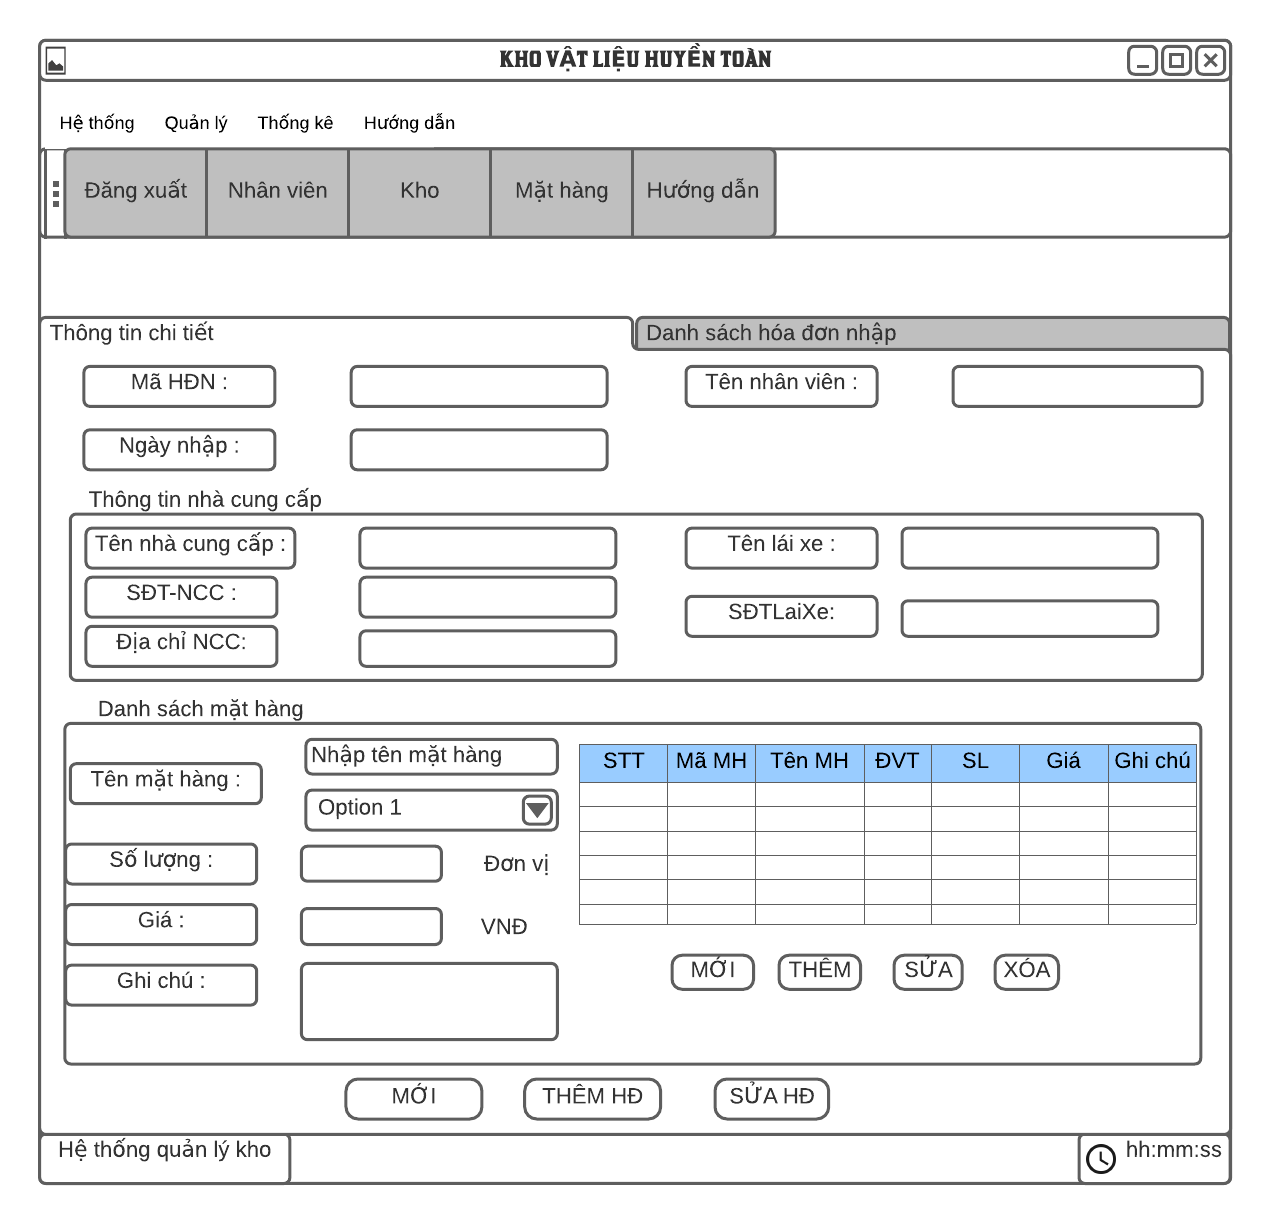 KHO VẬT LIỆU HUYỀN TOÀN
Hệ thống Quản lý Thống kê Hướng dẫn
Đăng xuất Nhân viên Kho Mặt hàng Hướng dẫn
Thông tin chi tiết Danh sách hóa đơn nhập
Mã HĐN : Tên nhân viên :
Ngày nhập :
Thông tin nhà cung cấp
Tên nhà cung cấp : Tên lái xe :
SĐT-NCC :
SĐTLaiXe:
Địa chỉ NCC:
Danh sách mặt hàng
Nhập tên mặt hàng
Tên mặt hàng :
Option 1
Số lượng : Đơn vị
Giá : VNĐ
Ghi chú :
STT Mã MH Tên MH ĐVT SL Giá Ghi chú
MỚI THÊM SỬA XÓA
MỚI THÊM HĐ SỬA HĐ
Hệ thống quản lý kho hh:mm:ss